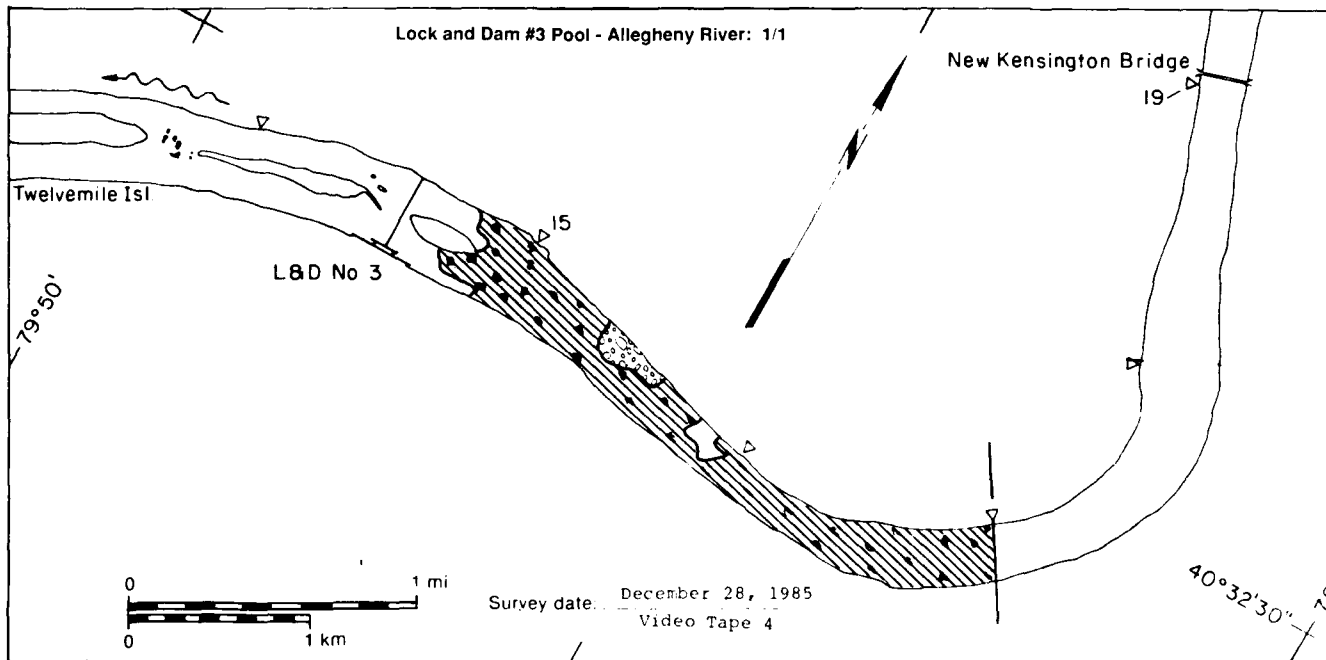 Lock and Dam #3 Pool - Allegheny River: 1/1
New Kensington Bridge
19
Twelvemile Isl
15
L&D No 3
79°50'
0 1 mi
0 1 km
Survey date: December 28, 1985
Video Tape 4
40°32'30"